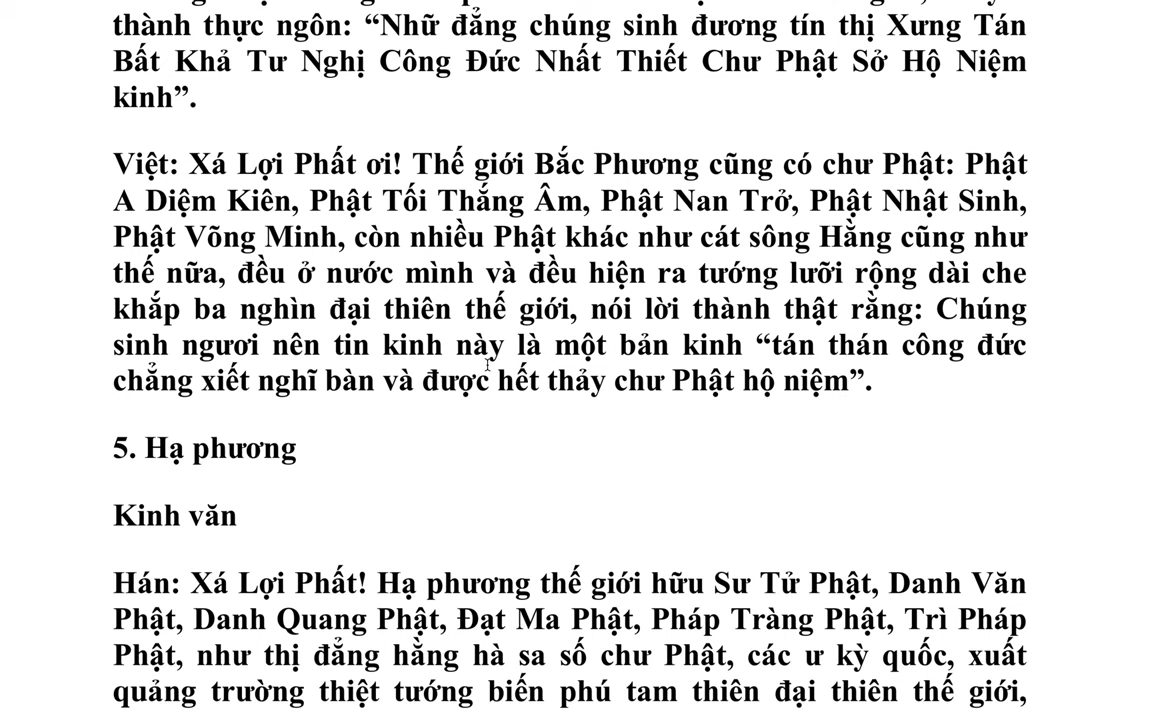 thành thực ngôn: “Nhữ đẳng chúng sinh đương tín thị Xưng Tán
Bất Khả Tư Nghị Công Đức Nhất Thiết Chư Phật Sở Hộ Niệm
kinh”.
Việt: Xá Lợi Phất ơi! Thế giới Bắc Phương cũng có chư Phật: Phật
A Diệm Kiên, Phật Tối Thắng Âm, Phật Nan Trở, Phật Nhật Sinh,
Phật Võng Minh, còn nhiều Phật khác như cát sông Hằng cũng như
thế nữa, đều ở nước mình và đều hiện ra tướng lưỡi rộng dài che
khắp ba nghìn đại thiên thế giới, nói lời thành thật rằng: Chúng
sinh ngươi nên tin kinh này là một bản kinh “tán thán công đức
chẳng xiết nghĩ bàn và được hết thảy chư Phật hộ niệm”.
5. Hạ phương
Kinh văn
Hán: Xá Lợi Phất! Hạ phương thế giới hữu Sư Tử Phật, Danh Văn
Phật, Danh Quang Phật, Đạt Ma Phật, Pháp Tràng Phật, Trì Pháp
Phật, như thị đẳng hằng hà sa số chư Phật, các ư kỳ quốc, xuất
quảng trường thiệt tướng biến phú tam thiên đại thiên thế giới,